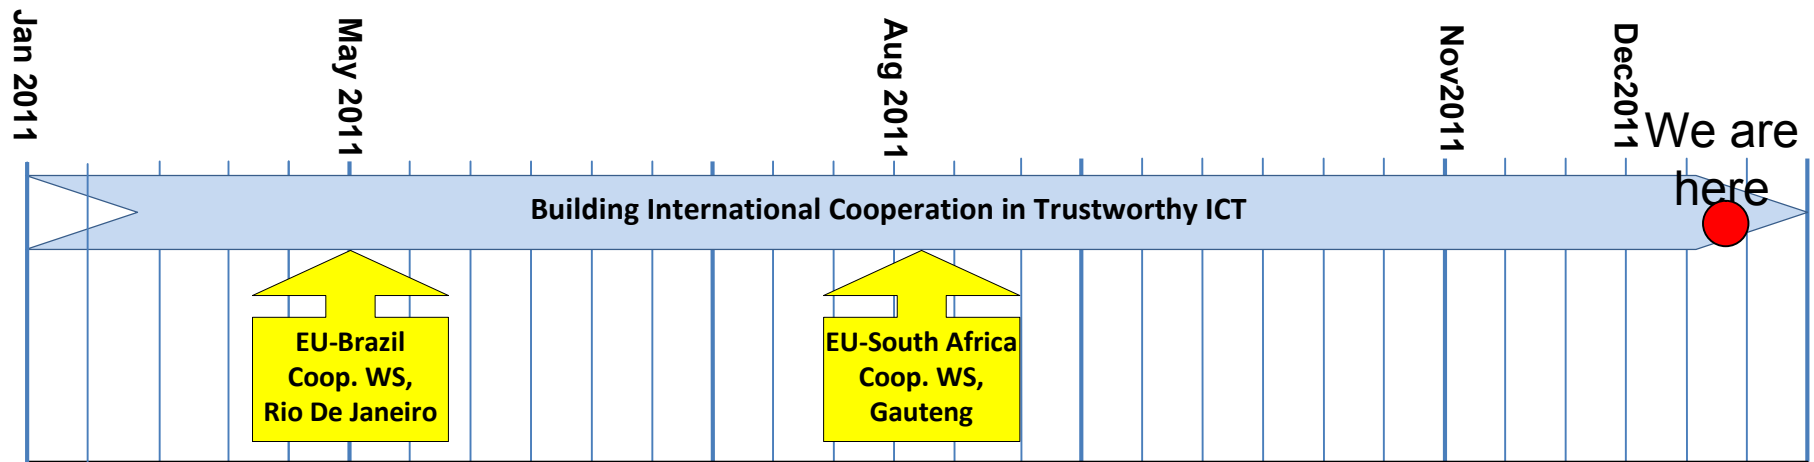 Jan 2011
May 2011
Aug 2011
Nov2011
Dec2011
We are
here
Building International Cooperation in Trustworthy ICT
EU-Brazil
Coop. WS,
Rio De Janeiro
EU-South Africa
Coop. WS,
Gauteng